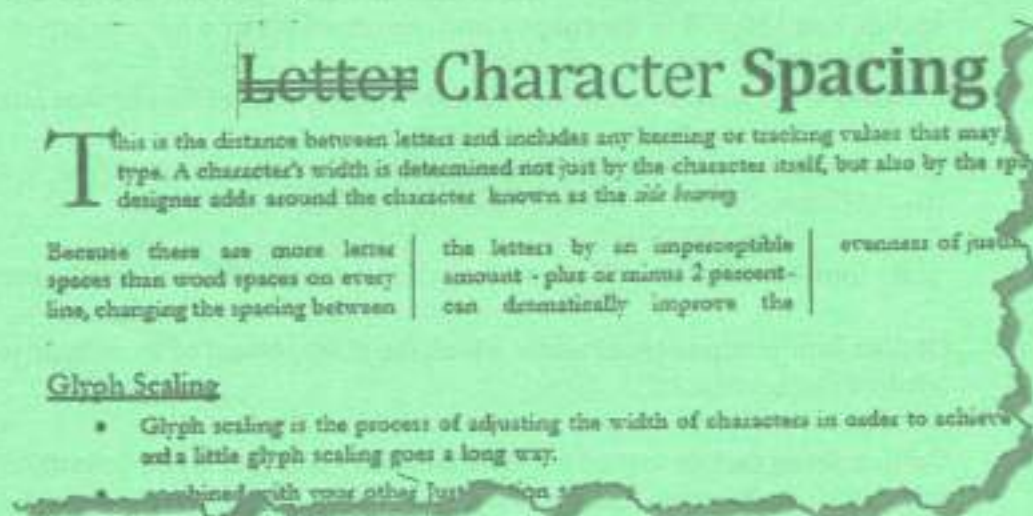 Letter Character Spacing
This is the distance between letters and includes any kerning or tracking values that may
type. A character's width is determined not just by the character itself, but also by the
designer adds around the character known as the side bearing
Because there are more letter
spaces than word spaces on every
line, changing the spacing between
the letters by an imperceptible
amount - plus or minus 2 percent-
can dramatically improve the
evenness of
Glyph Scaling
• Glyph scaling is the process of adjusting the width of characters in order to achieve
and a little glyph scaling goes a long way.
combined with your other